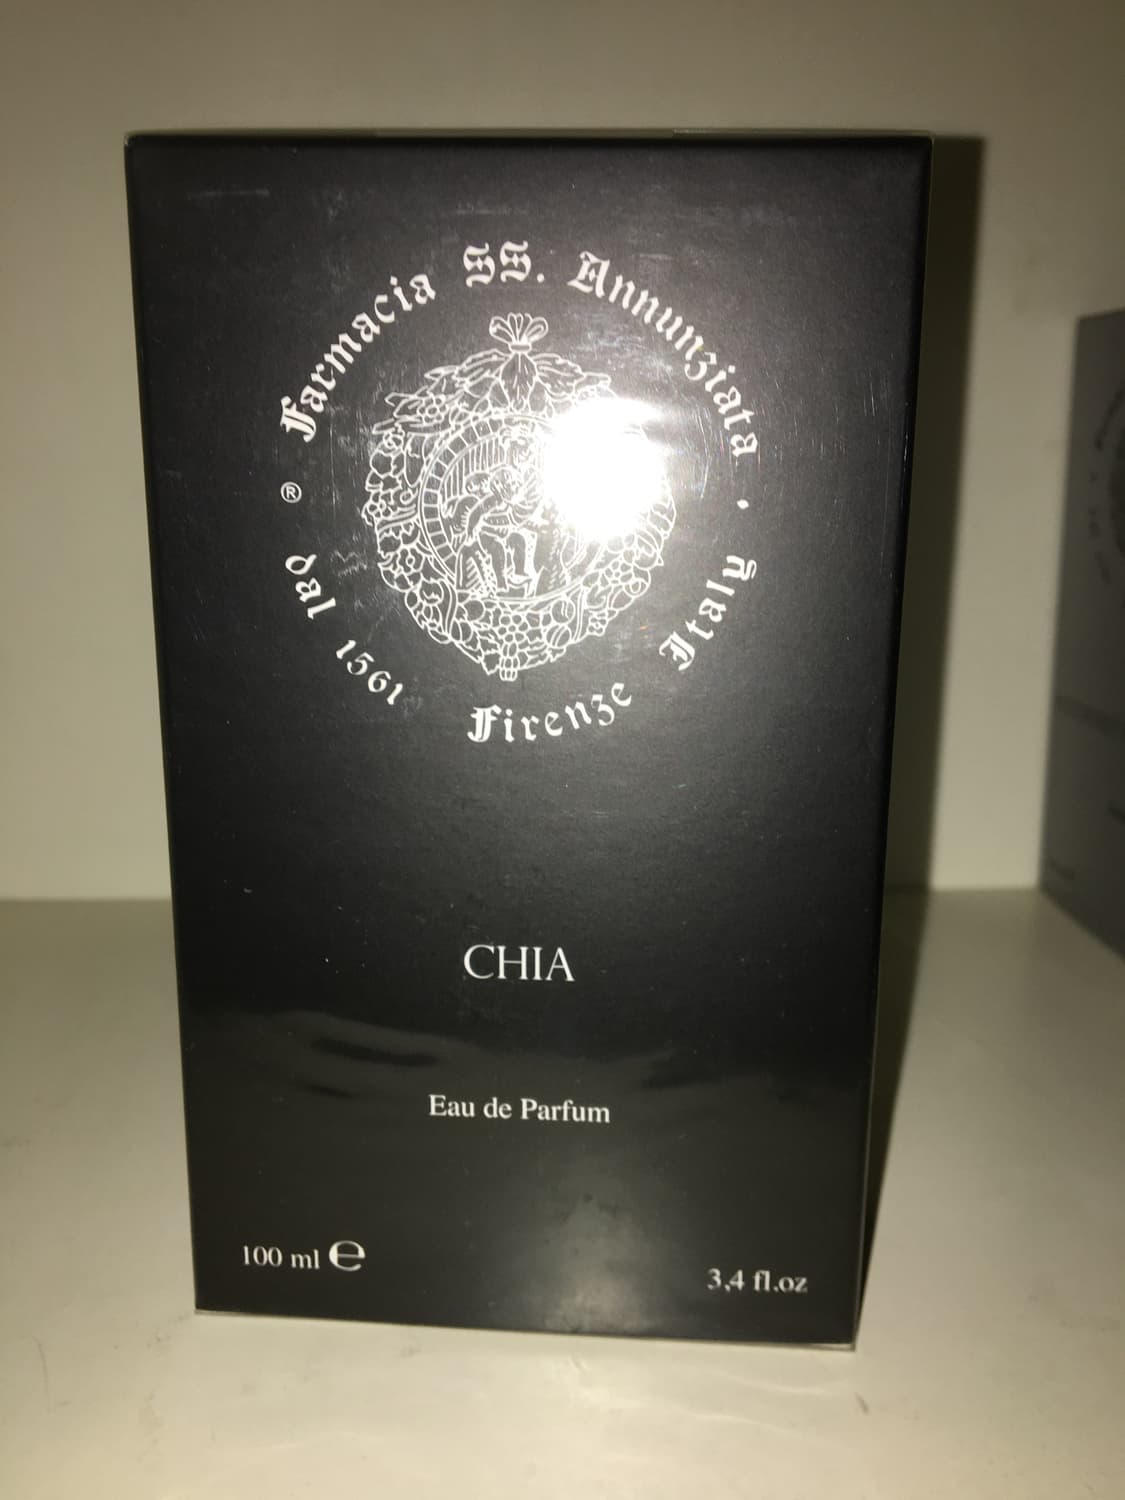 Farmacia SS. Annunziata · Firenze Italy
® dal 1561
CHIA
Eau de Parfum
100 ml ℮
3,4 fl.oz